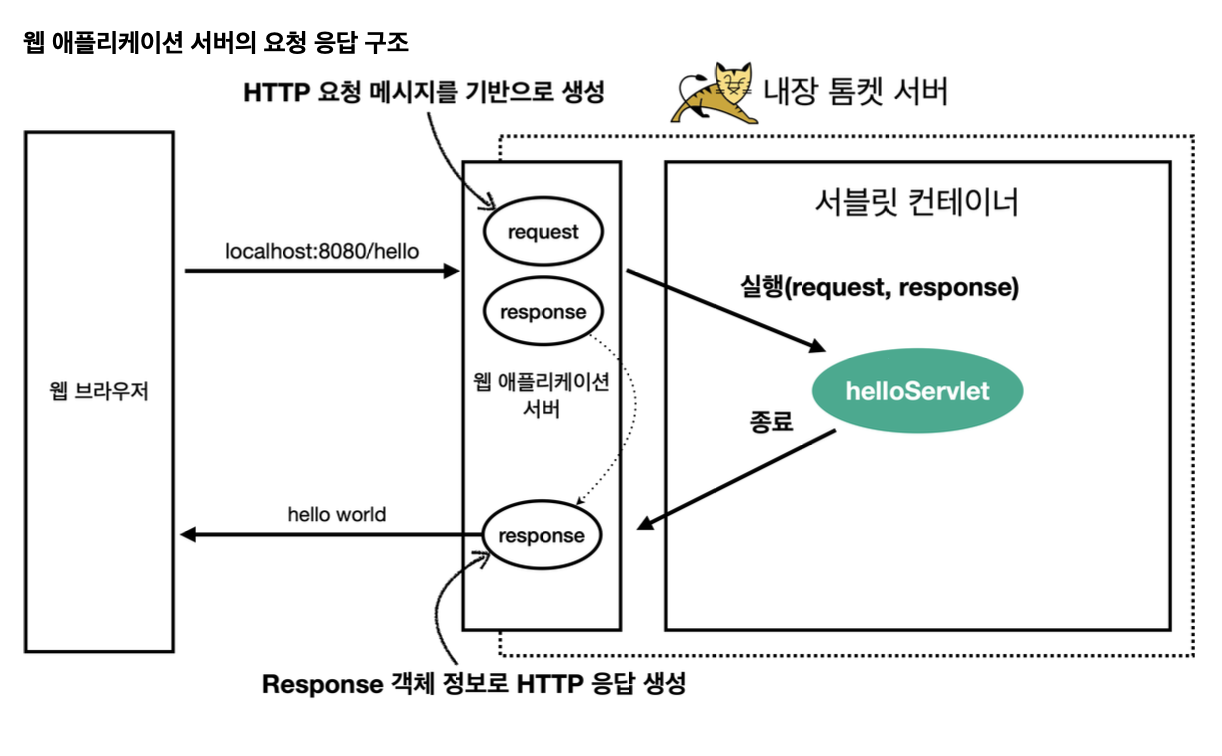 웹 애플리케이션 서버의 요청 응답 구조
HTTP 요청 메시지를 기반으로 생성
내장 톰켓 서버
서블릿 컨테이너
request
localhost:8080/hello
실행(request, response)
response
웹 브라우저
웹 애플리케이션
서버
helloServlet
종료
hello world
response
Response 객체 정보로 HTTP 응답 생성